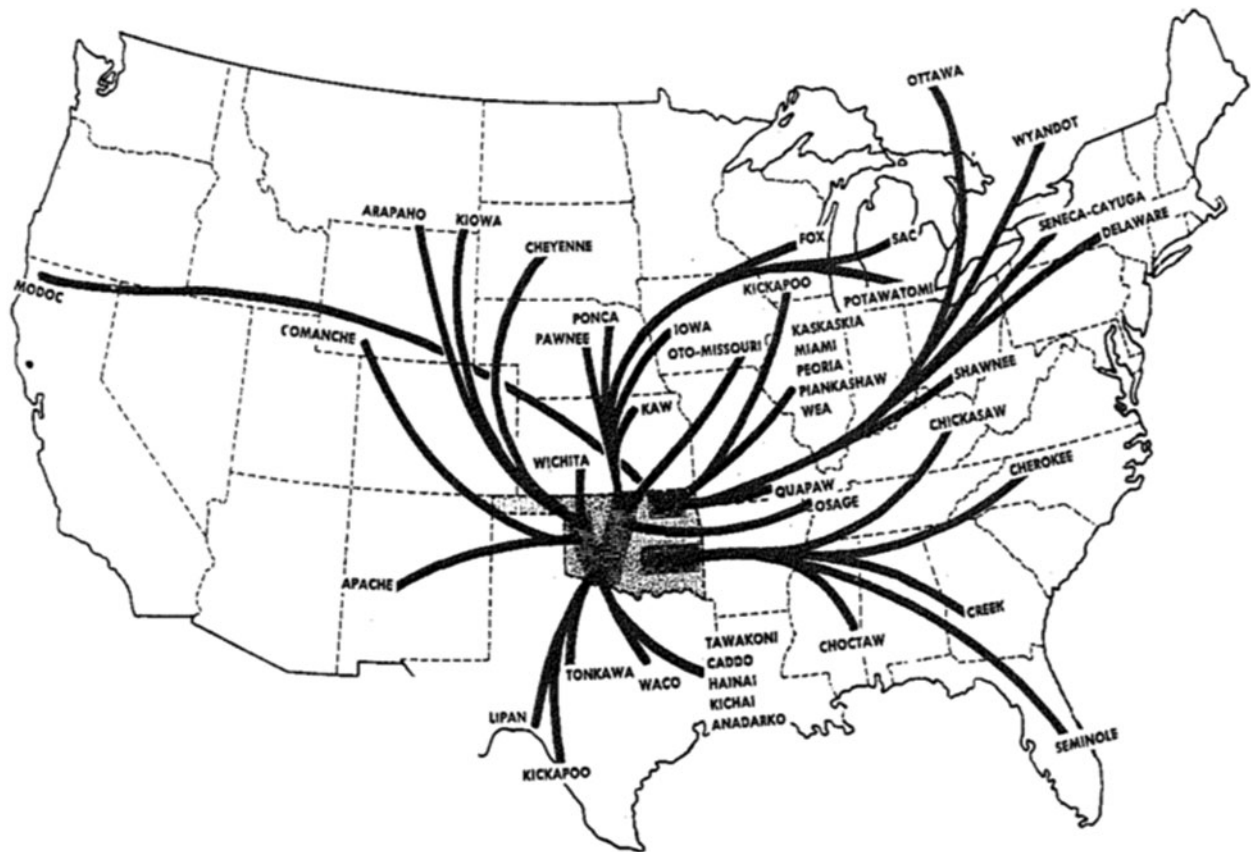 OTTAWA
WYANDOT
ARAPAHO
KIOWA
SENECA-CAYUGA
DELAWARE
CHEYENNE
FOX
SAC
MODOC
KICKAPOO
POTAWATOMI
COMANCHE
PONCA
PAWNEE
IOWA
OTO-MISSOURI
KASKASKIA
MIAMI
PEORIA
PIANKASHAW
WEA
SHAWNEE
KAW
CHICKASAW
WICHITA
CHEROKEE
QUAPAW
OSAGE
APACHE
CREEK
CHOCTAW
TONKAWA
WACO
TAWAKONI
CADDO
HAINAI
KICHAI
ANADARKO
LIPAN
KICKAPOO
SEMINOLE